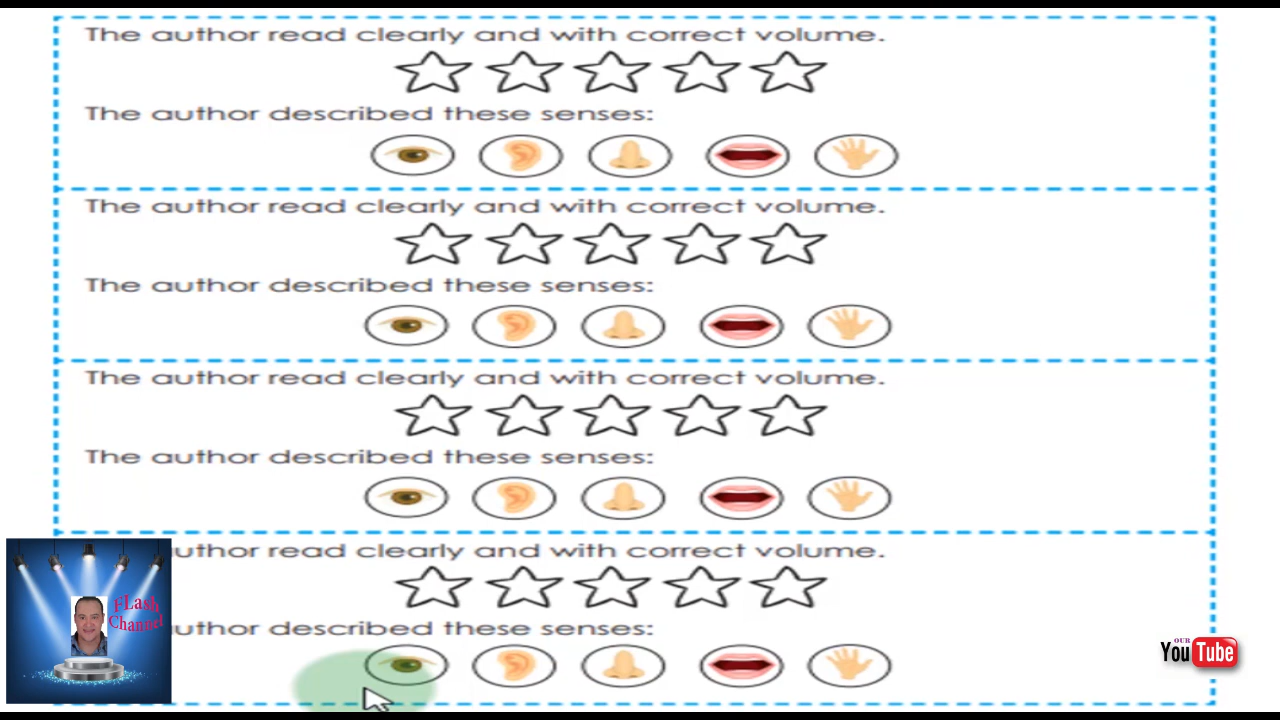 The author read clearly and with correct volume.
The author described these senses:
The author read clearly and with correct volume.
The author described these senses:
The author read clearly and with correct volume.
The author described these senses:
uthor read clearly and with correct volume.
uthor described these senses:
FLash
Channel
OUR
YouTube